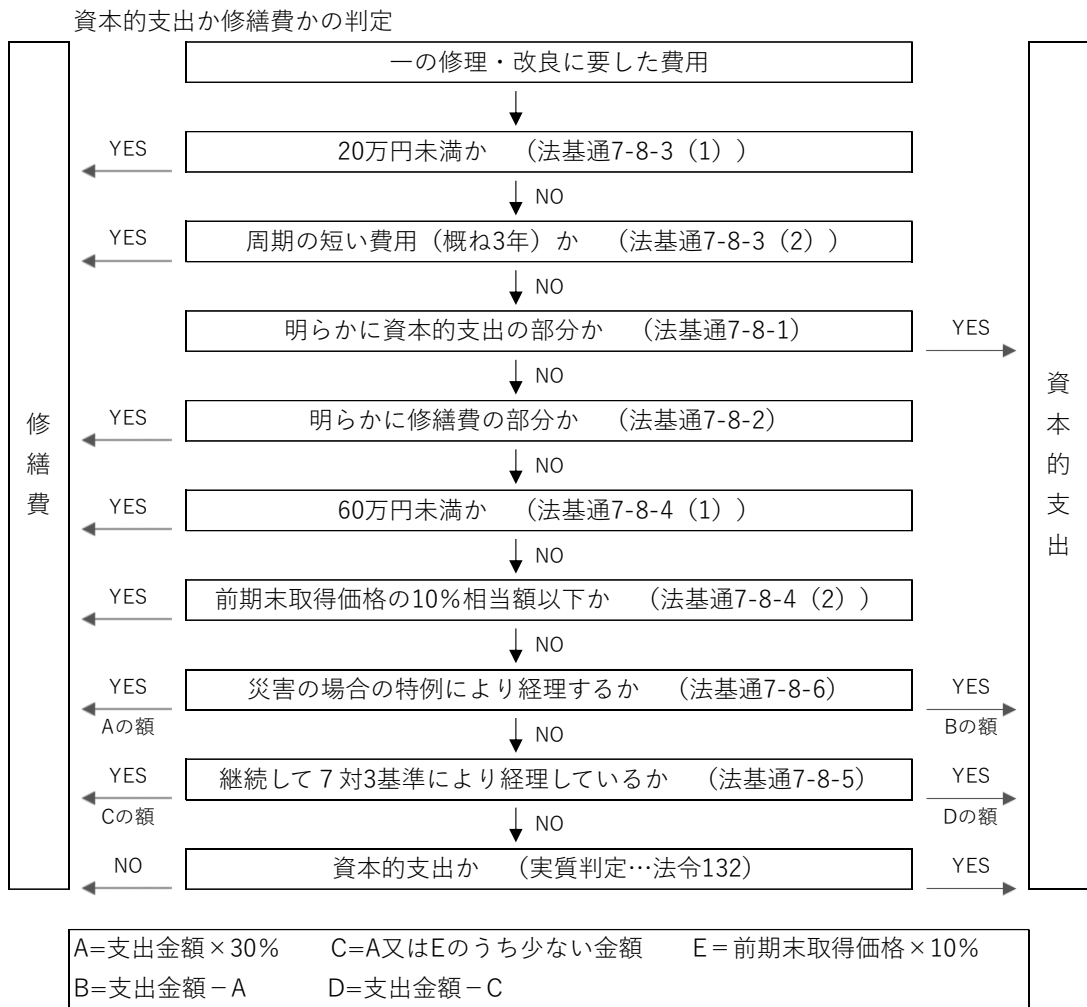 資本的支出か修繕費かの判定
一の修理・改良に要した費用
YES 20万円未満か （法基通7-8-3（1））
NO
YES 周期の短い費用（概ね3年）か （法基通7-8-3（2））
NO
明らかに資本的支出の部分か （法基通7-8-1） YES
NO
YES 明らかに修繕費の部分か （法基通7-8-2）
NO
YES 60万円未満か （法基通7-8-4（1））
NO
YES 前期末取得価格の10%相当額以下か （法基通7-8-4（2））
NO
YES 災害の場合の特例により経理するか （法基通7-8-6） YES
Aの額 Bの額
NO
YES 継続して７対3基準により経理しているか （法基通7-8-5） YES
Cの額 Dの額
NO
NO 資本的支出か （実質判定…法令132） YES
修繕費
資本的支出
A=支出金額×30% C=A又はEのうち少ない金額 E＝前期末取得価格×10%
B=支出金額－A D=支出金額－C